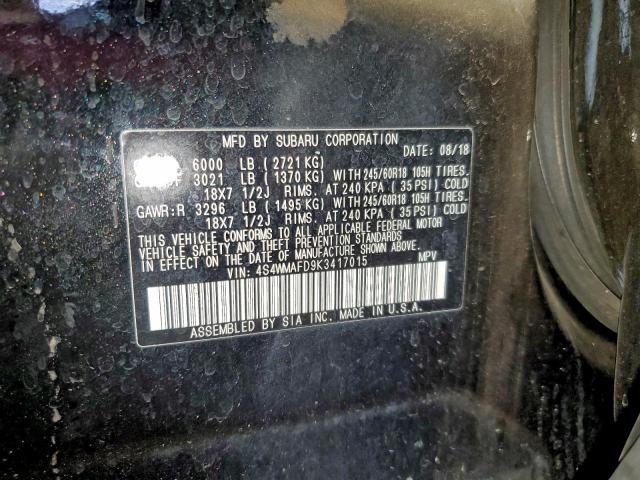 MFD BY SUBARU CORPORATION
DATE: 08/18
6000 LB (2721 KG)
3021 LB (1370 KG) WITH 245/60R18 105H TIRES.
18X7 1/2J RIMS. AT 240 KPA (35 PSI) COLD
GAWR:R 3296 LB (1495 KG) WITH 245/60R18 105H TIRES.
18X7 1/2J RIMS. AT 240 KPA (35 PSI) COLD
THIS VEHICLE CONFORMS TO ALL APPLICABLE FEDERAL MOTOR
VEHICLE SAFETY AND THEFT PREVENTION STANDARDS
IN EFFECT ON THE DATE OF MANUFACTURE SHOWN ABOVE.
VIN: 4S4WMAFD9K3417015 MPV
ASSEMBLED BY SIA INC. MADE IN U.S.A.